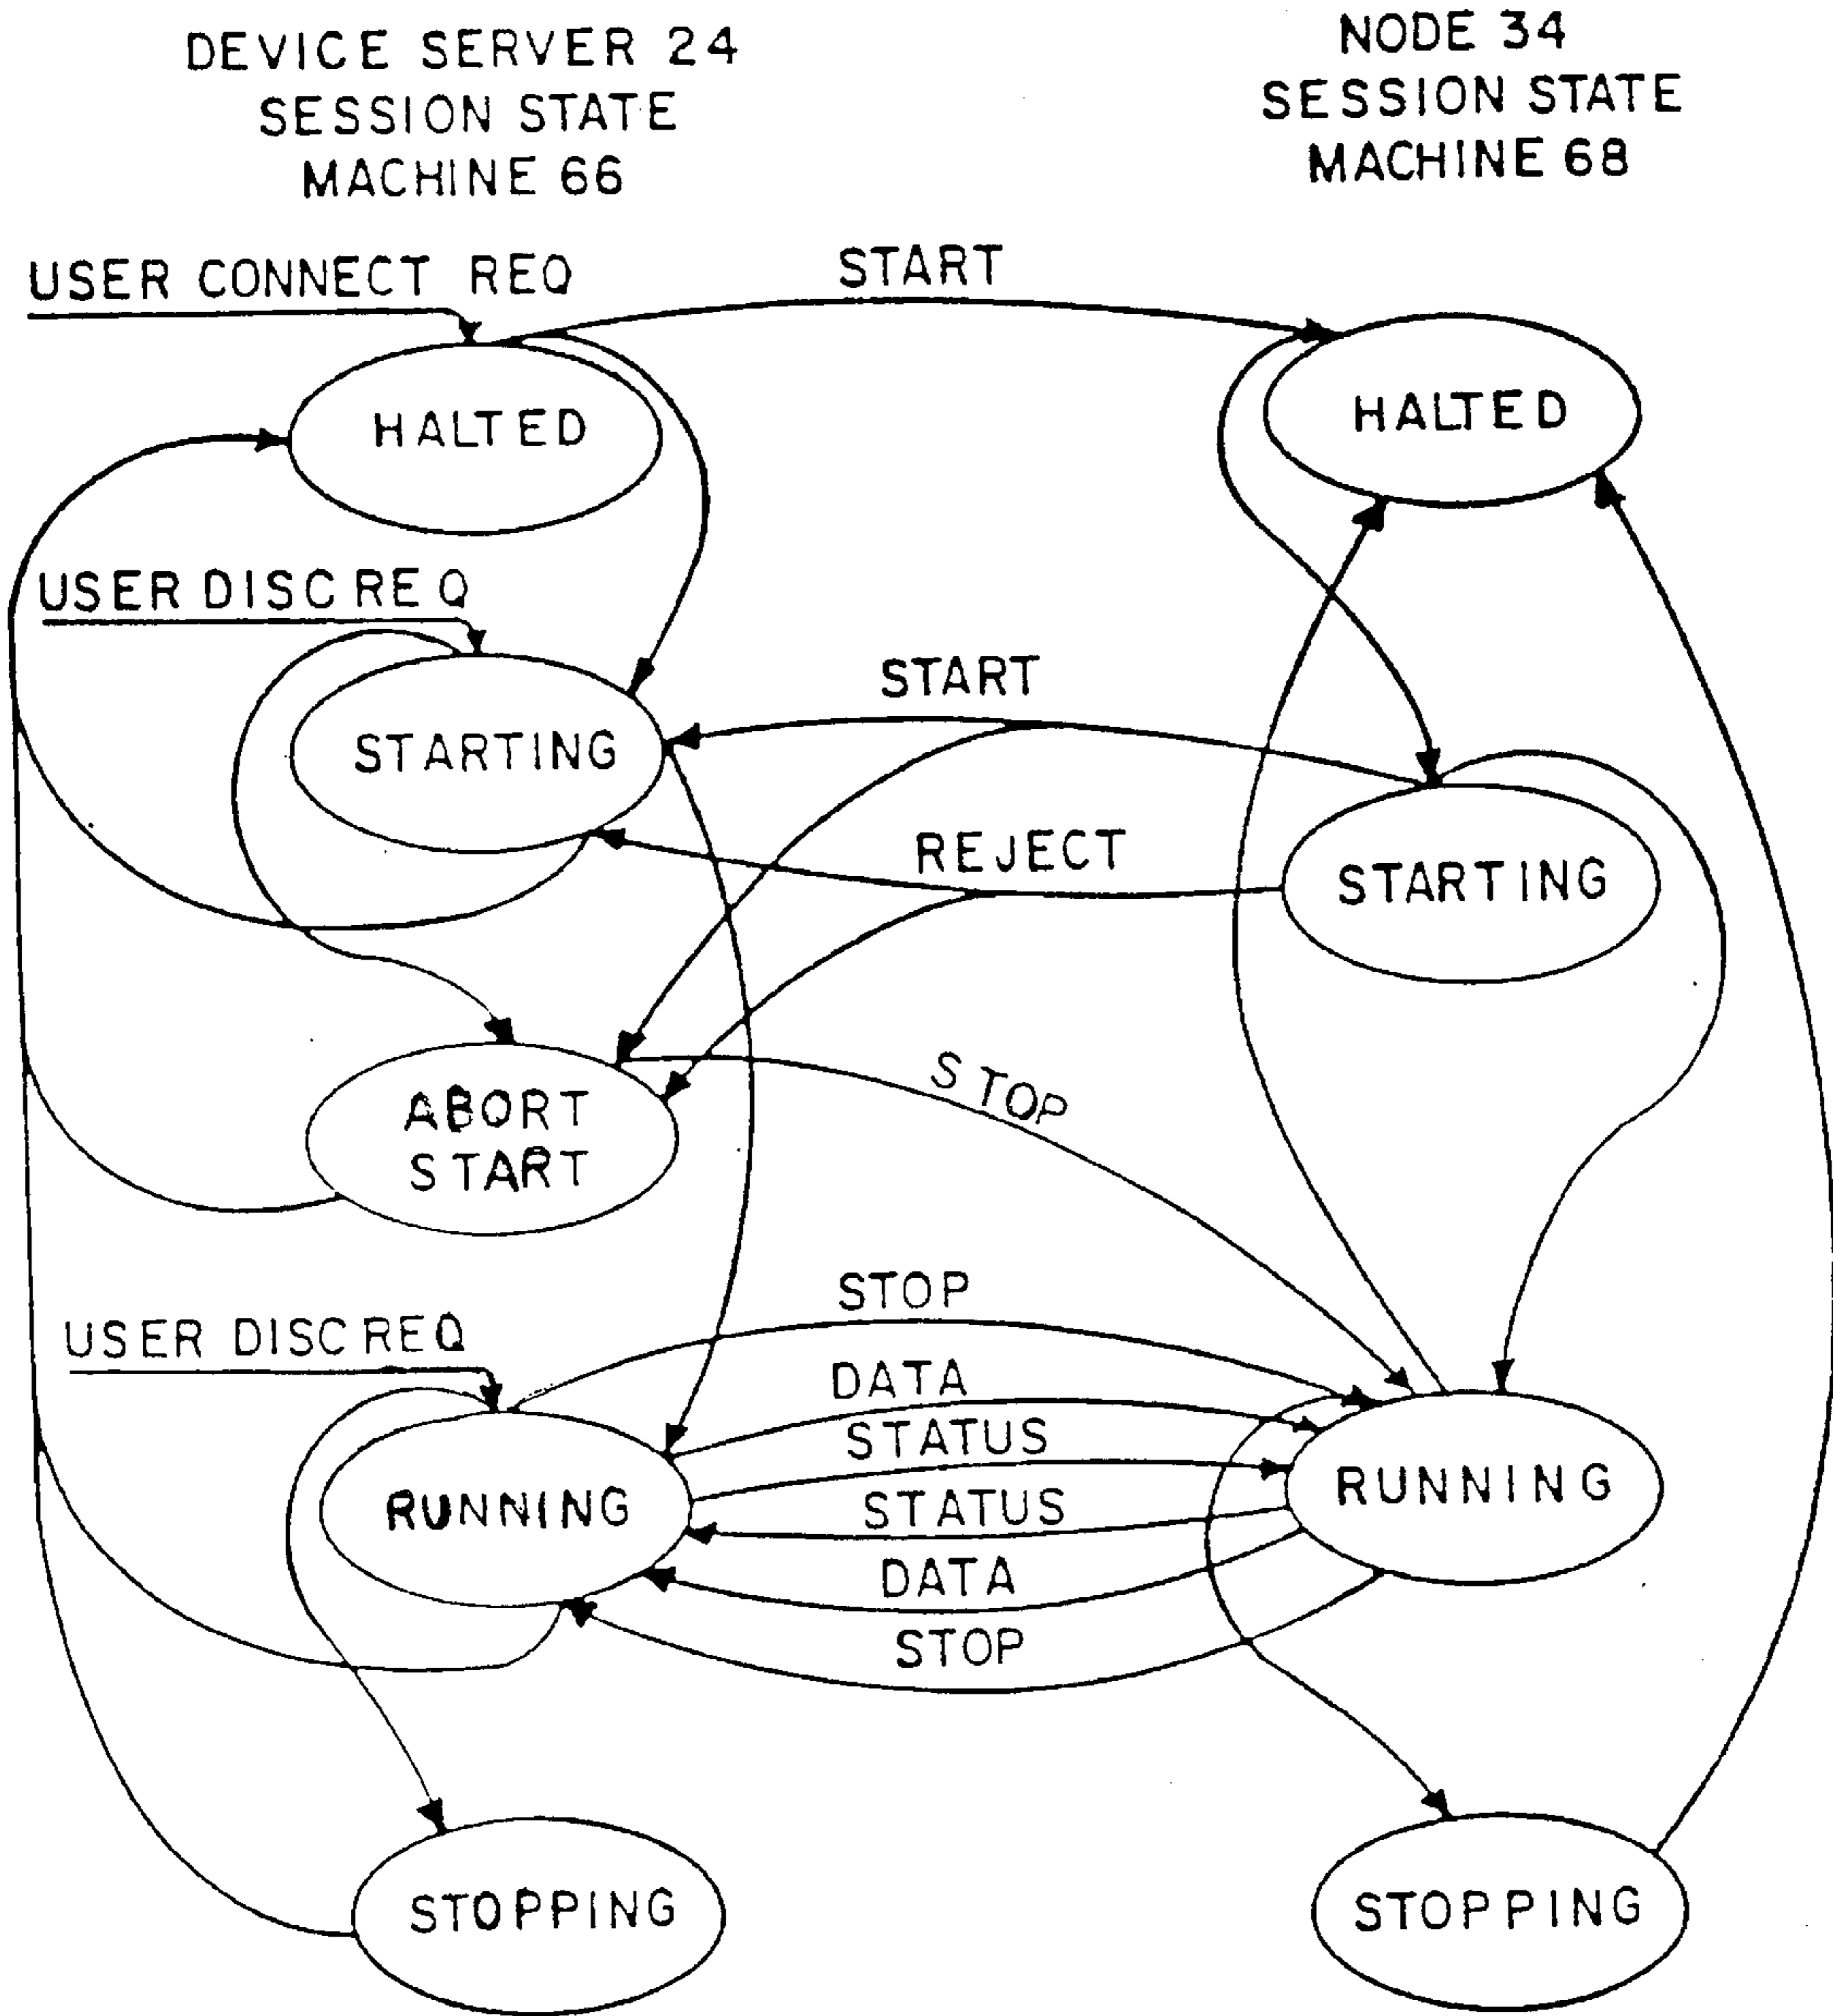 DEVICE SERVER 24
SESSION STATE
MACHINE 66
NODE 34
SESSION STATE
MACHINE 68
USER CONNECT REQ
START
HALTED
HALTED
USER DISC REQ
START
STARTING
REJECT
STARTING
STOP
ABORT
START
STOP
USER DISC REQ
DATA
STATUS
RUNNING
STATUS
RUNNING
DATA
STOP
STOPPING
STOPPING